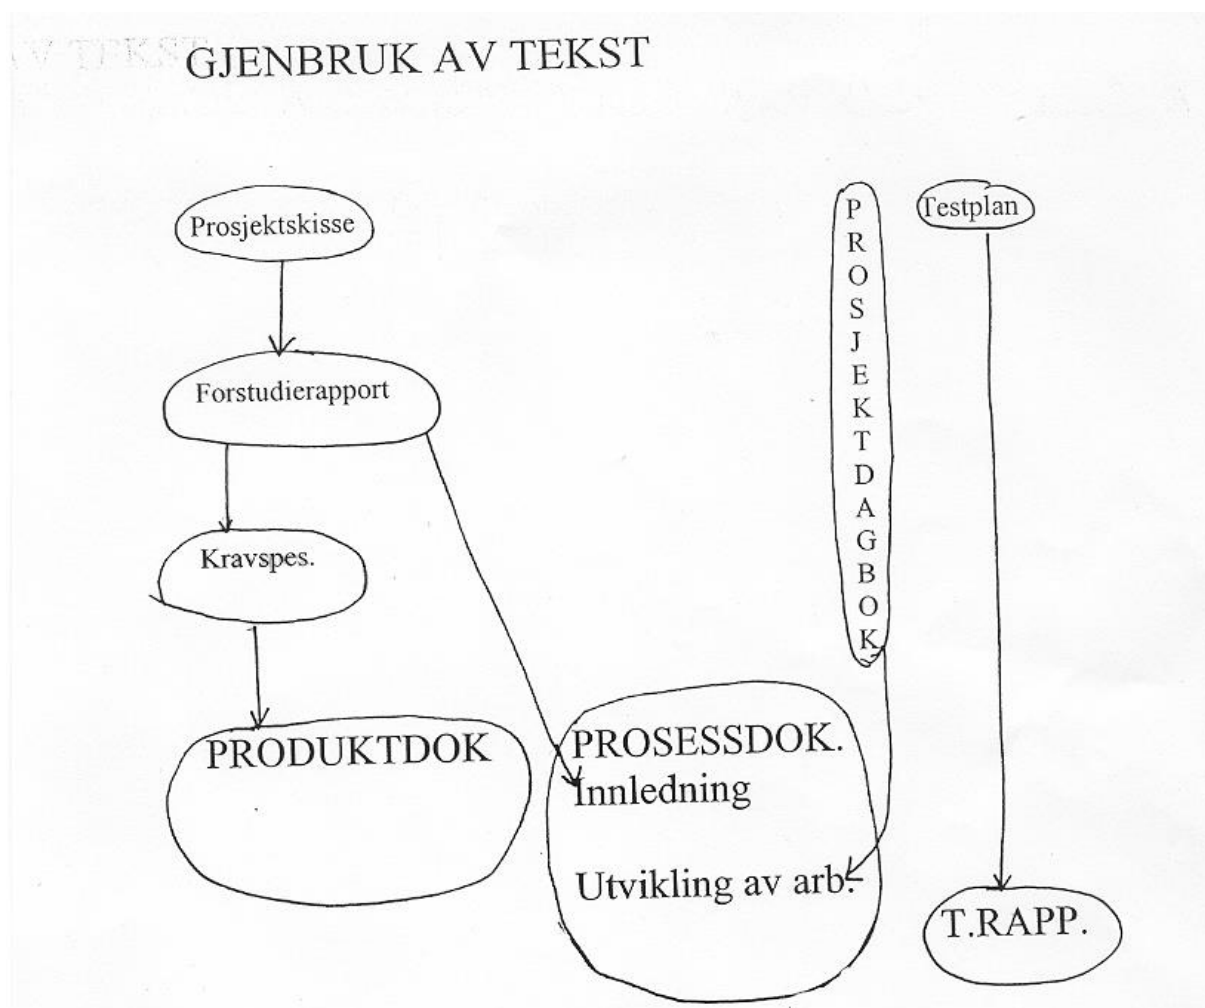 GJENBRUK AV TEKST
Prosjektskisse
Forstudierapport
Kravspes.
PRODUKTDOK
PROSESSDOK.
Innledning
Utvikling av arb.
PROSJEKTDAGBOK
Testplan
T.RAPP.